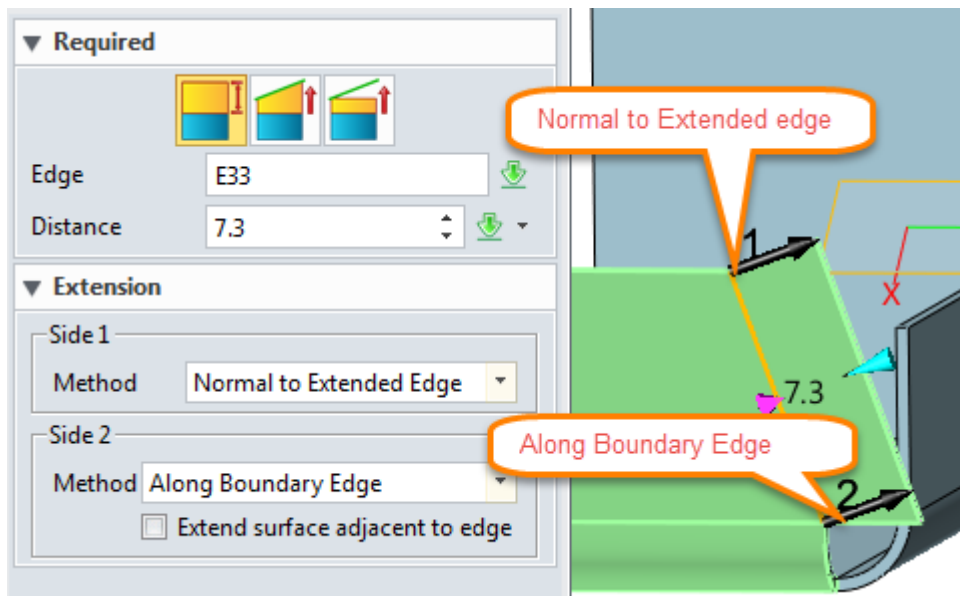 Required
Edge E33
Distance 7.3
Extension
Side 1
Method Normal to Extended Edge
Side 2
Method Along Boundary Edge
Extend surface adjacent to edge
Normal to Extended edge
1
X
7.3
Along Boundary Edge
2